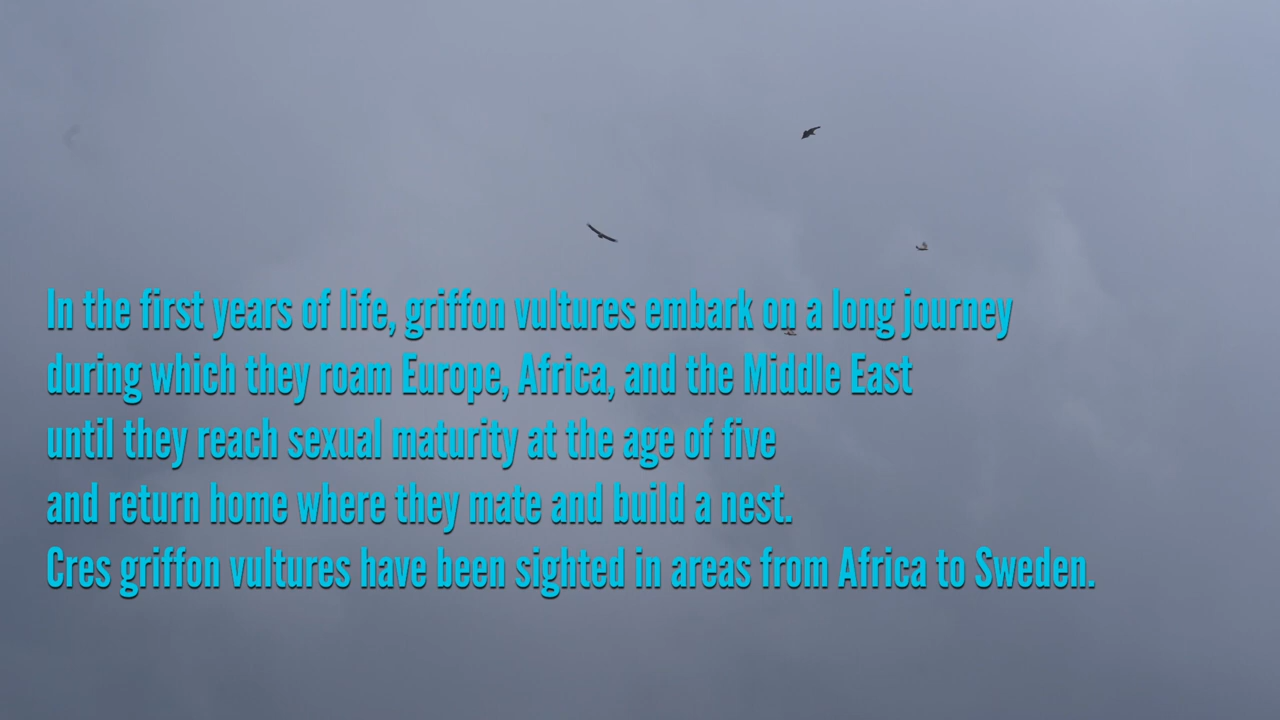 In the first years of life, griffon vultures embark on a long journey
during which they roam Europe, Africa, and the Middle East
until they reach sexual maturity at the age of five
and return home where they mate and build a nest.
Cres griffon vultures have been sighted in areas from Africa to Sweden.